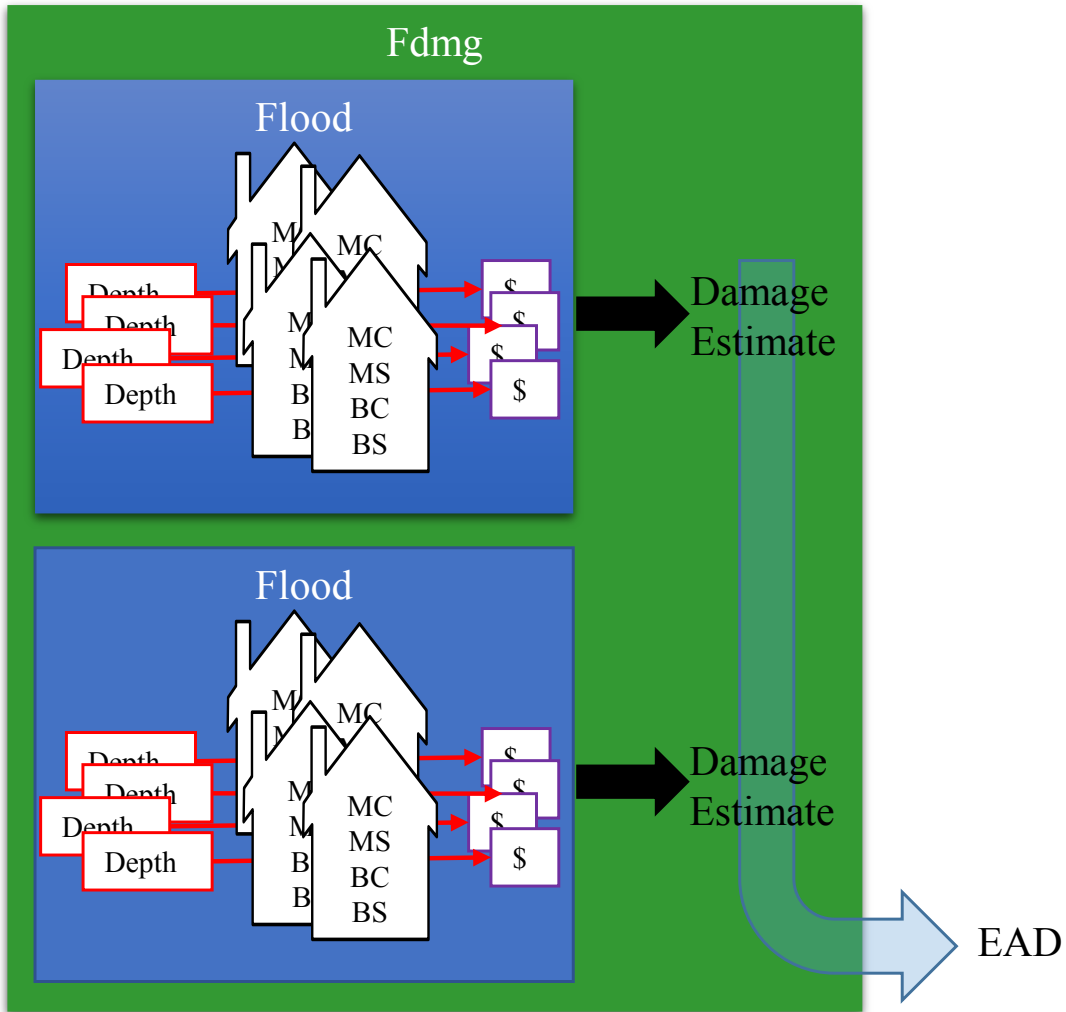 Fdmg
Flood
MC
Depth
$
Depth
$
Depth
$
Depth
$
MC
MS
BC
BS
Damage
Estimate
Flood
MC
Depth
$
Depth
$
Depth
$
Depth
$
MC
MS
BC
BS
Damage
Estimate
EAD